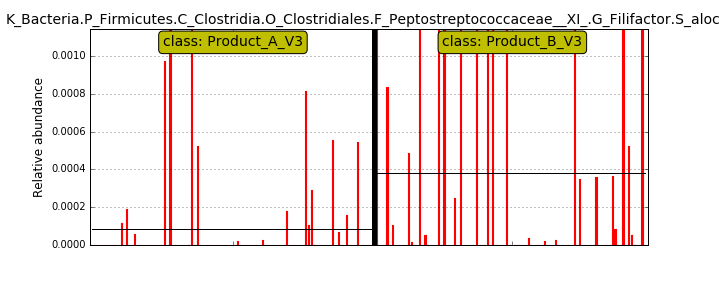 K_Bacteria.P_Firmicutes.C_Clostridia.O_Clostridiales.F_Peptostreptococcaceae__XI_.G_Filifactor.S_aloc
class: Product_A_V3
class: Product_B_V3
Relative abundance
0.0010
0.0008
0.0006
0.0004
0.0002
0.0000